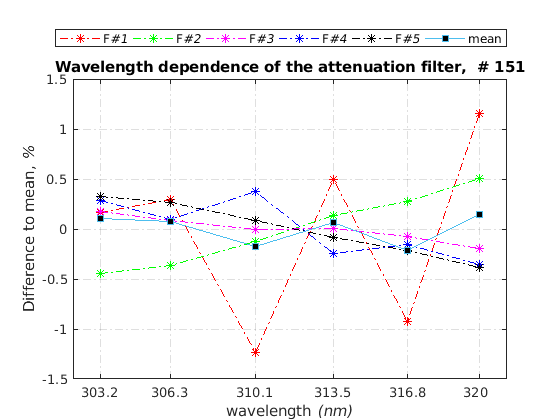 F#1 F#2 F#3 F#4 F#5 mean
Wavelength dependence of the attenuation filter, # 151
1.5
1
0.5
0
-0.5
-1
-1.5
Difference to mean, %
303.2 306.3 310.1 313.5 316.8 320
wavelength (nm)